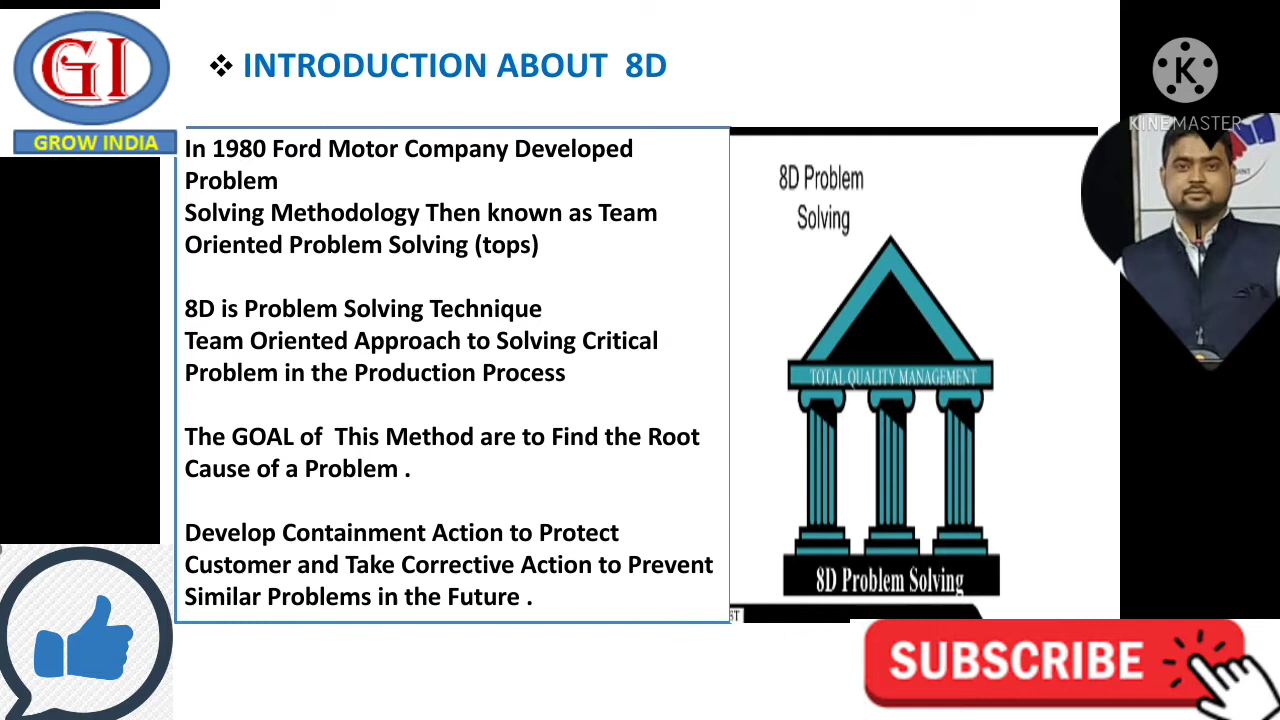 GI
GROW INDIA
❖ INTRODUCTION ABOUT 8D
K
KINEMASTER
In 1980 Ford Motor Company Developed
Problem
Solving Methodology Then known as Team
Oriented Problem Solving (tops)
8D is Problem Solving Technique
Team Oriented Approach to Solving Critical
Problem in the Production Process
The GOAL of This Method are to Find the Root
Cause of a Problem .
Develop Containment Action to Protect
Customer and Take Corrective Action to Prevent
Similar Problems in the Future .
8D Problem
Solving
TOTAL QUALITY MANAGEMENT
8D Problem Solving
SUBSCRIBE